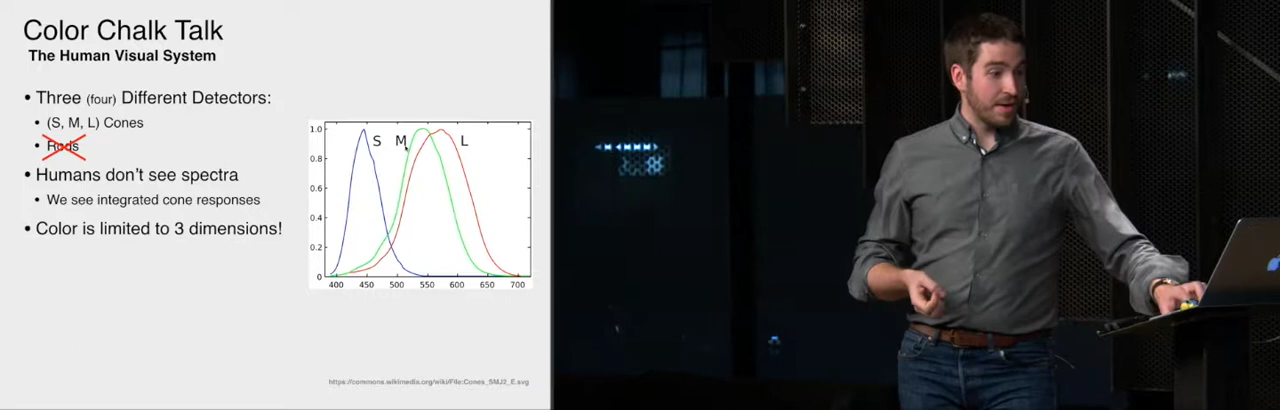 Color Chalk Talk
The Human Visual System
• Three (four) Different Detectors:
• (S, M, L) Cones
• Rods
• Humans don't see spectra
• We see integrated cone responses
• Color is limited to 3 dimensions!
S M L
1.0
0.8
0.6
0.4
0.2
0
400 450 500 550 600 650 700
https://commons.wikimedia.org/wiki/File:Cones_SMJ2_E.svg